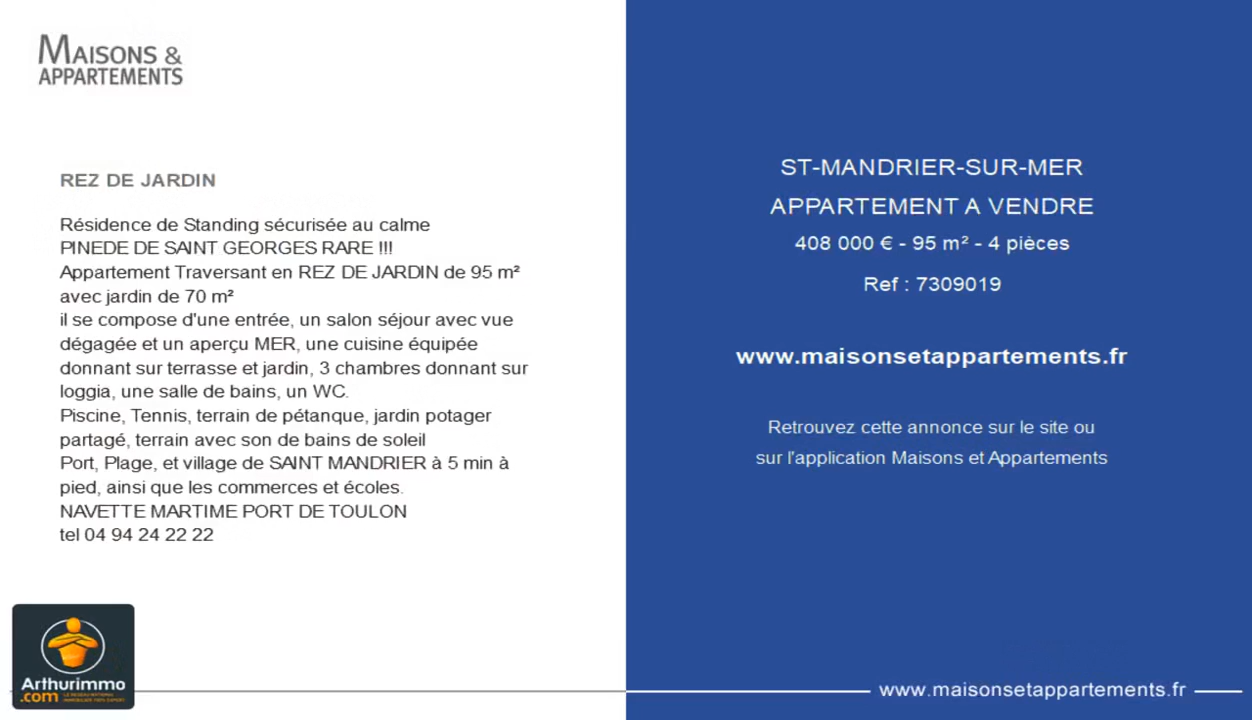 MAISONS &
APPARTEMENTS
REZ DE JARDIN
Résidence de Standing sécurisée au calme
PINEDE DE SAINT GEORGES RARE !!!
Appartement Traversant en REZ DE JARDIN de 95 m²
avec jardin de 70 m²
il se compose d'une entrée, un salon séjour avec vue
dégagée et un aperçu MER, une cuisine équipée
donnant sur terrasse et jardin, 3 chambres donnant sur
loggia, une salle de bains, un WC.
Piscine, Tennis, terrain de pétanque, jardin potager
partagé, terrain avec son de bains de soleil
Port, Plage, et village de SAINT MANDRIER à 5 min à
pied, ainsi que les commerces et écoles.
NAVETTE MARTIME PORT DE TOULON
tel 04 94 24 22 22
Arthurimmo
.com
ST-MANDRIER-SUR-MER
APPARTEMENT A VENDRE
408 000 € - 95 m² - 4 pièces
Ref : 7309019
www.maisonsetappartements.fr
Retrouvez cette annonce sur le site ou
sur l'application Maisons et Appartements
www.maisonsetappartements.fr